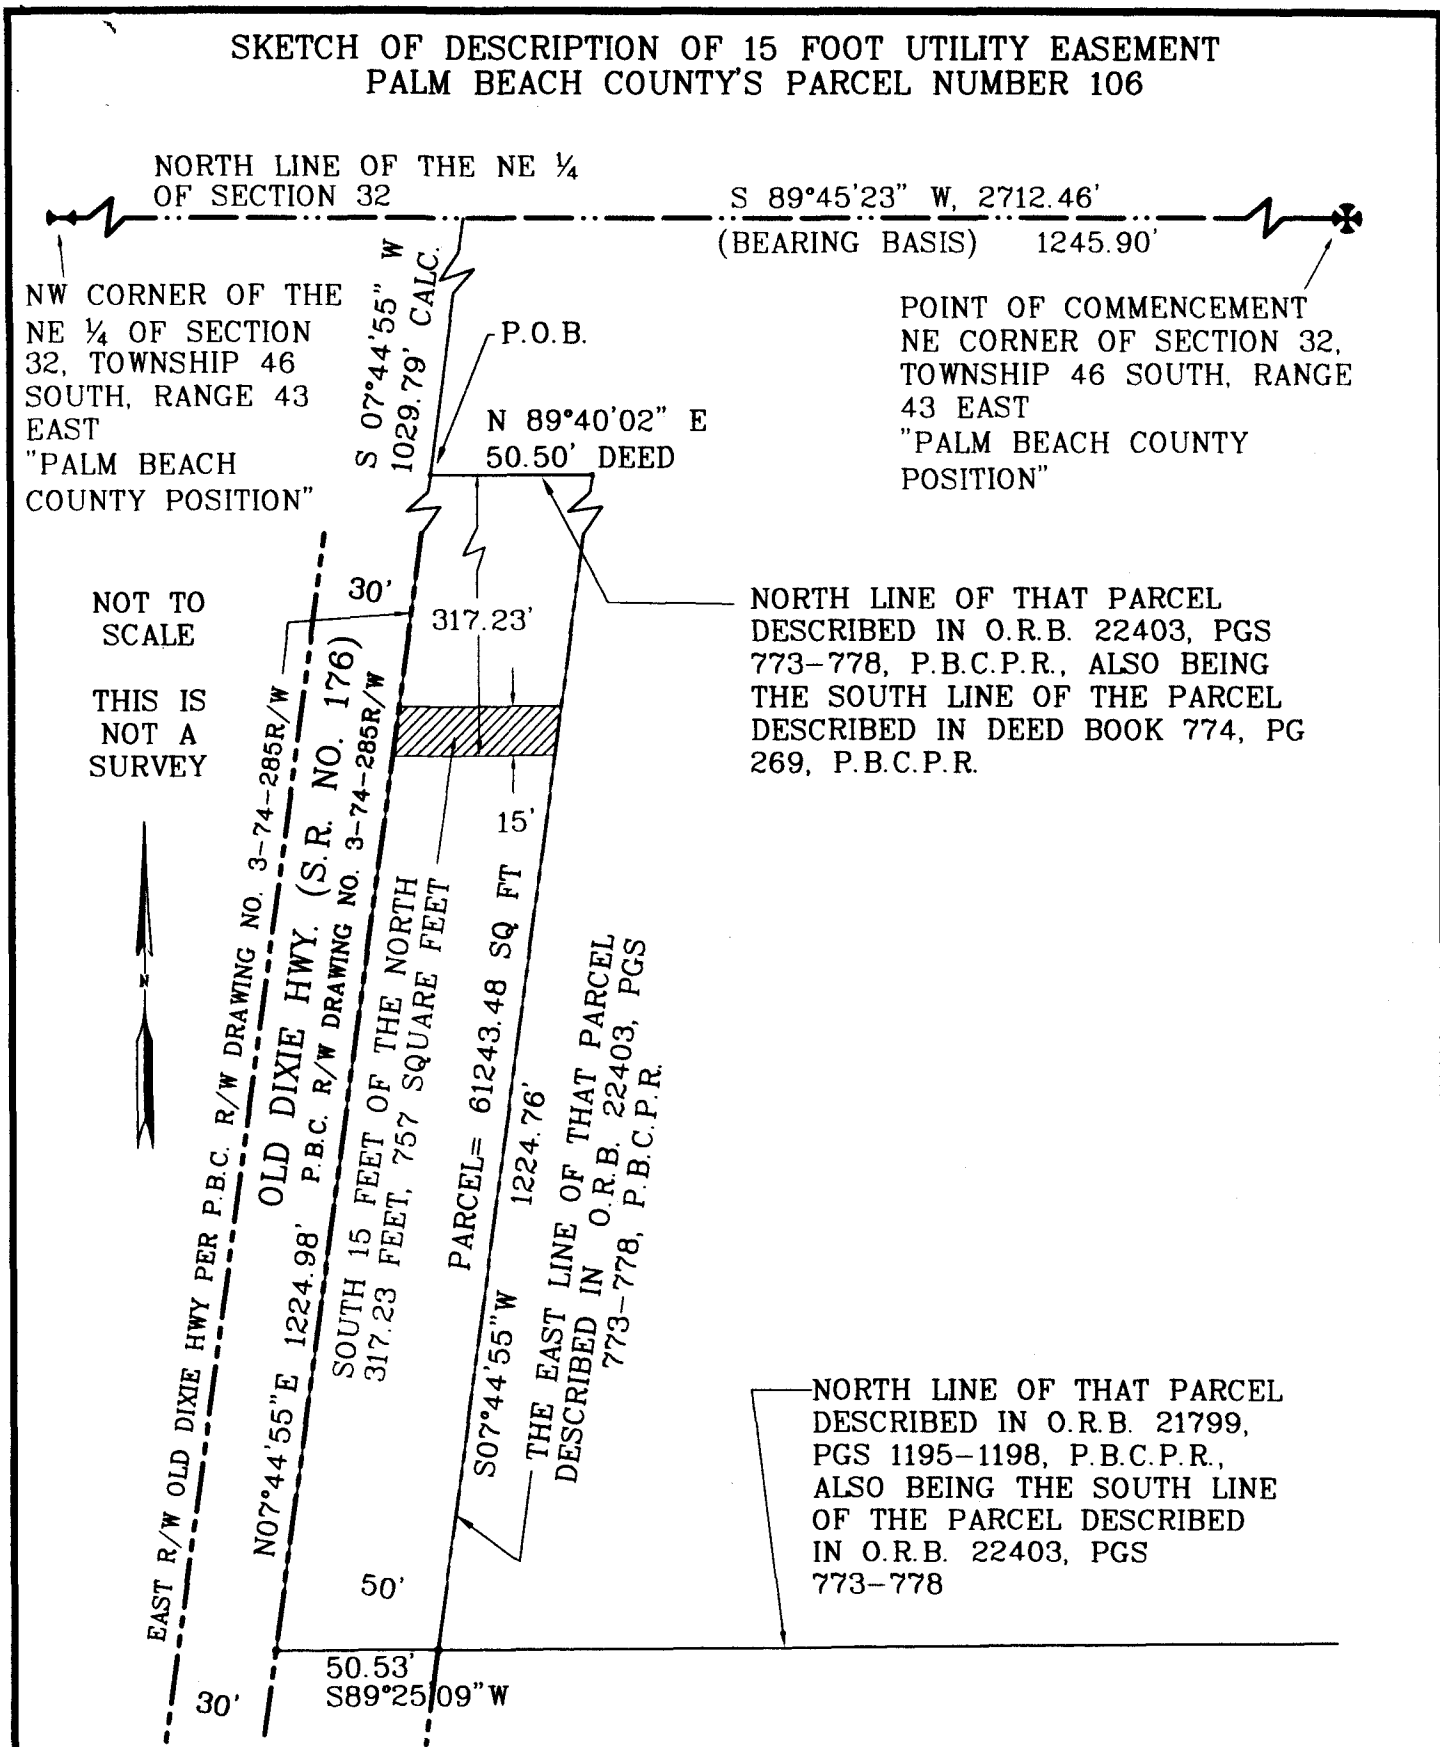 SKETCH OF DESCRIPTION OF 15 FOOT UTILITY EASEMENT
PALM BEACH COUNTY'S PARCEL NUMBER 106
NORTH LINE OF THE NE ¼
OF SECTION 32
S 89°45'23" W, 2712.46'
(BEARING BASIS) 1245.90'
NW CORNER OF THE
NE ¼ OF SECTION
32, TOWNSHIP 46
SOUTH, RANGE 43
EAST
"PALM BEACH
COUNTY POSITION"
S 07°44'55" W
1029.79' CALC.
P.O.B.
N 89°40'02" E
50.50' DEED
POINT OF COMMENCEMENT
NE CORNER OF SECTION 32,
TOWNSHIP 46 SOUTH, RANGE
43 EAST
"PALM BEACH COUNTY
POSITION"
NOT TO
SCALE
THIS IS
NOT A
SURVEY
30'
317.23'
NORTH LINE OF THAT PARCEL
DESCRIBED IN O.R.B. 22403, PGS
773-778, P.B.C.P.R., ALSO BEING
THE SOUTH LINE OF THE PARCEL
DESCRIBED IN DEED BOOK 774, PG
269, P.B.C.P.R.
15'
N
EAST R/W OLD DIXIE HWY PER P.B.C. R/W DRAWING NO. 3-74-285R/W
OLD DIXIE HWY. (S.R. NO. 176)
P.B.C. R/W DRAWING NO. 3-74-285R/W
N07°44'55"E 1224.98'
SOUTH 15 FEET OF THE NORTH
317.23 FEET, 757 SQUARE FEET
PARCEL= 61243.48 SQ FT
S07°44'55"W 1224.76'
THE EAST LINE OF THAT PARCEL
DESCRIBED IN O.R.B. 22403, PGS
773-778, P.B.C.P.R.
NORTH LINE OF THAT PARCEL
DESCRIBED IN O.R.B. 21799,
PGS 1195-1198, P.B.C.P.R.,
ALSO BEING THE SOUTH LINE
OF THE PARCEL DESCRIBED
IN O.R.B. 22403, PGS
773-778
50'
50.53'
S89°25'09"W
30'